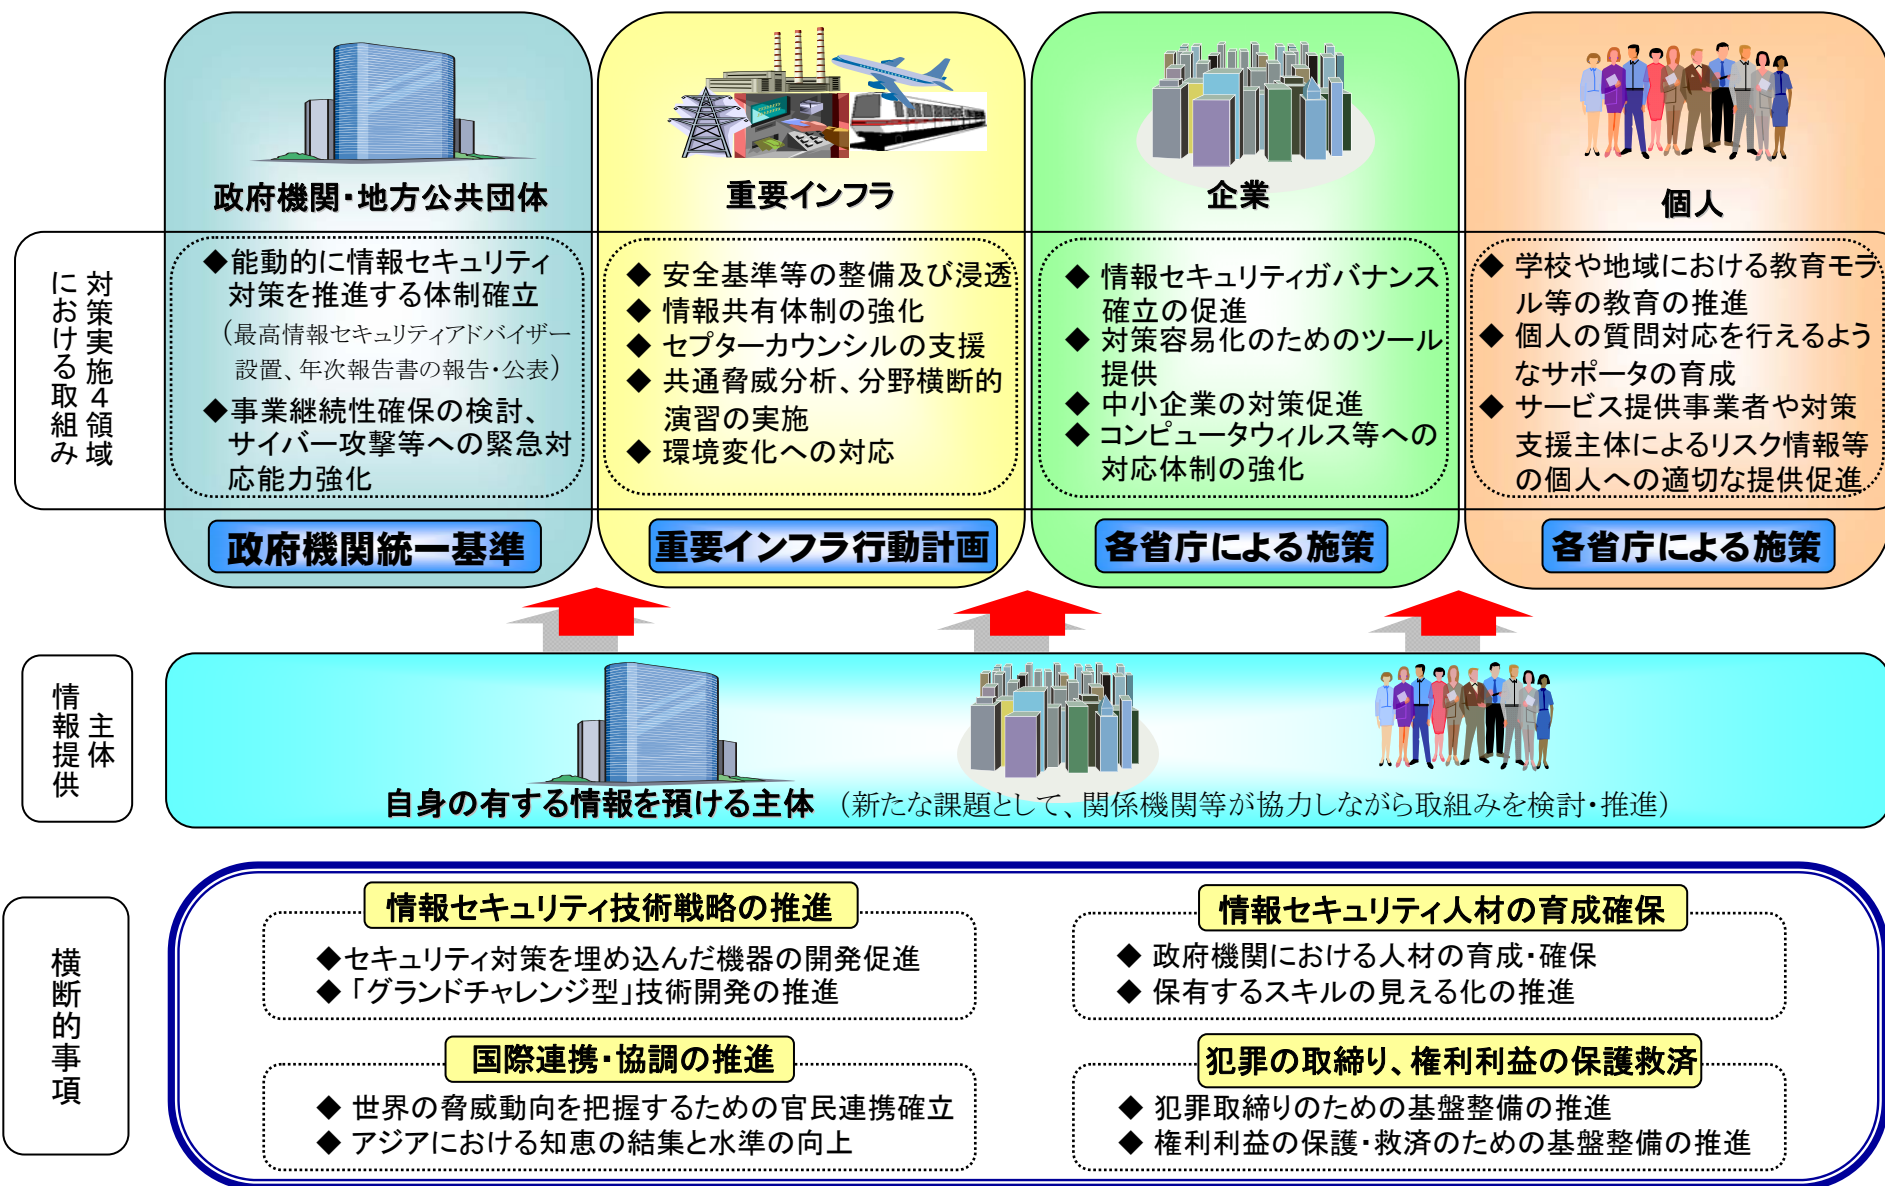 政府機関・地方公共団体
重要インフラ
企業
個人
対策実施４領域
における取組み
◆能動的に情報セキュリティ
対策を推進する体制確立
（最高情報セキュリティアドバイザー
設置、年次報告書の報告・公表）
◆事業継続性確保の検討、
サイバー攻撃等への緊急対
応能力強化
◆ 安全基準等の整備及び浸透
◆ 情報共有体制の強化
◆ セプターカウンシルの支援
◆ 共通脅威分析、分野横断的
演習の実施
◆ 環境変化への対応
◆ 情報セキュリティガバナンス
確立の促進
◆ 対策容易化のためのツール
提供
◆ 中小企業の対策促進
◆ コンピュータウィルス等への
対応体制の強化
◆ 学校や地域における教育モラ
ル等の教育の推進
◆ 個人の質問対応を行えるよう
なサポータの育成
◆ サービス提供事業者や対策
支援主体によるリスク情報等
の個人への適切な提供促進
政府機関統一基準
重要インフラ行動計画
各省庁による施策
各省庁による施策
情報提供
主体
自身の有する情報を預ける主体 （新たな課題として、関係機関等が協力しながら取組みを検討・推進）
横断的事項
情報セキュリティ技術戦略の推進
◆セキュリティ対策を埋め込んだ機器の開発促進
◆「グランドチャレンジ型」技術開発の推進
情報セキュリティ人材の育成確保
◆ 政府機関における人材の育成・確保
◆ 保有するスキルの見える化の推進
国際連携・協調の推進
◆ 世界の脅威動向を把握するための官民連携確立
◆ アジアにおける知恵の結集と水準の向上
犯罪の取締り、権利利益の保護救済
◆ 犯罪取締りのための基盤整備の推進
◆ 権利利益の保護・救済のための基盤整備の推進